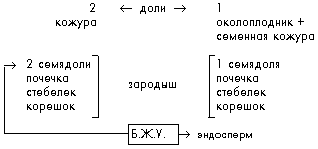 2 ← доли → 1
кожура околоплодник +
семенная кожура
2 семядоли 1 семядоля
почечка почечка
стебелек зародыш стебелек
корешок корешок
Б.Ж.У. → эндосперм